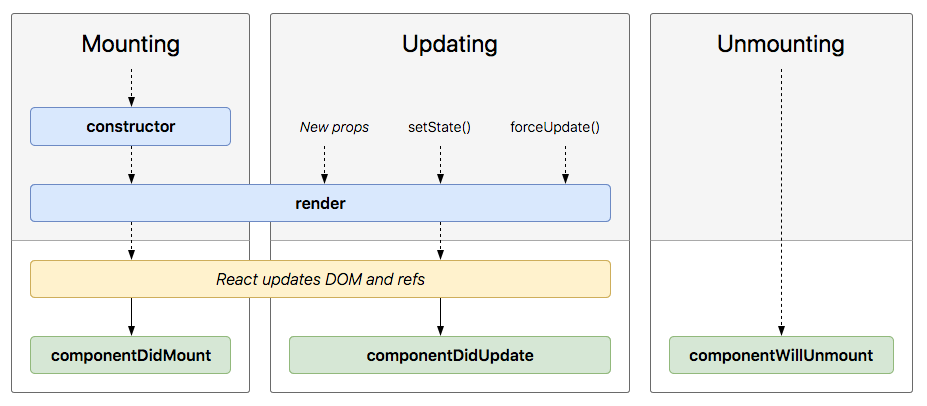 Mounting
Updating
Unmounting
constructor
New props
setState()
forceUpdate()
render
React updates DOM and refs
componentDidMount
componentDidUpdate
componentWillUnmount